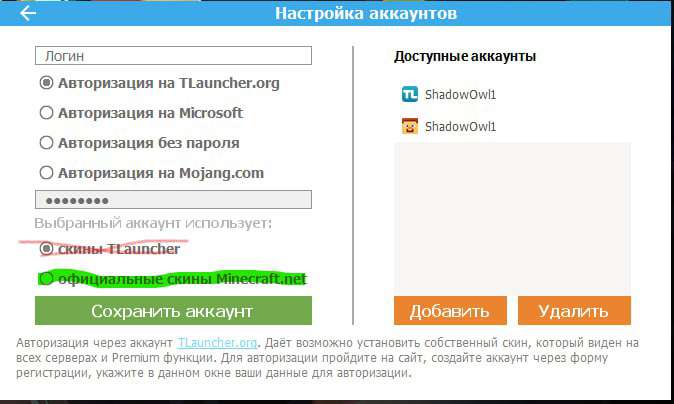 Настройка аккаунтов
Логин
Авторизация на TLauncher.org
Авторизация на Microsoft
Авторизация без пароля
Авторизация на Mojang.com
Выбранный аккаунт использует:
скины TLauncher
официальные скины Minecraft.net
Сохранить аккаунт
Доступные аккаунты
TL ShadowOwl1
ShadowOwl1
Добавить Удалить
Авторизация через аккаунт TLauncher.org. Даёт возможно установить собственный скин, который виден на
всех серверах и Premium функции. Для авторизации пройдите на сайт, создайте аккаунт через форму
регистрации, укажите в данном окне ваши данные для авторизации.